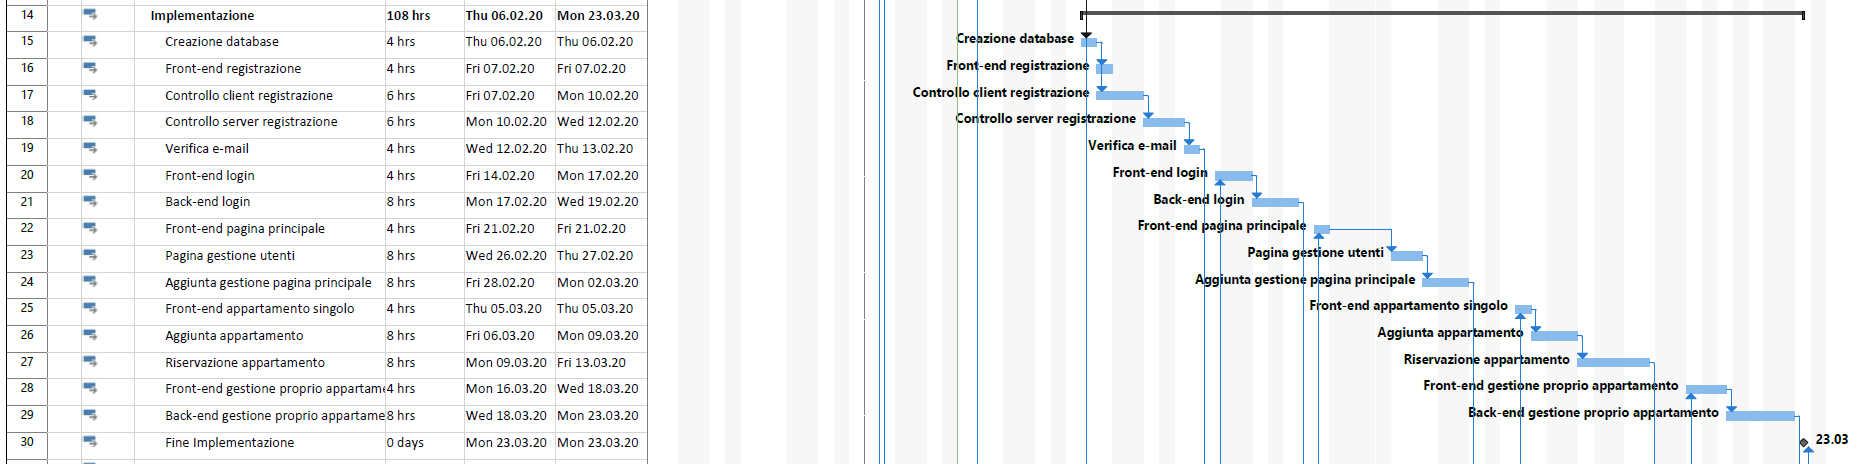 14 Implementazione 108 hrs Thu 06.02.20 Mon 23.03.20
15 Creazione database 4 hrs Thu 06.02.20 Thu 06.02.20 Creazione database
16 Front-end registrazione 4 hrs Fri 07.02.20 Fri 07.02.20 Front-end registrazione
17 Controllo client registrazione 6 hrs Fri 07.02.20 Mon 10.02.20 Controllo client registrazione
18 Controllo server registrazione 6 hrs Mon 10.02.20 Wed 12.02.20 Controllo server registrazione
19 Verifica e-mail 4 hrs Wed 12.02.20 Thu 13.02.20 Verifica e-mail
20 Front-end login 4 hrs Fri 14.02.20 Mon 17.02.20 Front-end login
21 Back-end login 8 hrs Mon 17.02.20 Wed 19.02.20 Back-end login
22 Front-end pagina principale 4 hrs Fri 21.02.20 Fri 21.02.20 Front-end pagina principale
23 Pagina gestione utenti 8 hrs Wed 26.02.20 Thu 27.02.20 Pagina gestione utenti
24 Aggiunta gestione pagina principale 8 hrs Fri 28.02.20 Mon 02.03.20 Aggiunta gestione pagina principale
25 Front-end appartamento singolo 4 hrs Thu 05.03.20 Thu 05.03.20 Front-end appartamento singolo
26 Aggiunta appartamento 8 hrs Fri 06.03.20 Mon 09.03.20 Aggiunta appartamento
27 Riservazione appartamento 8 hrs Mon 09.03.20 Fri 13.03.20 Riservazione appartamento
28 Front-end gestione proprio appartame 4 hrs Mon 16.03.20 Wed 18.03.20 Front-end gestione proprio appartamento
29 Back-end gestione proprio appartame 8 hrs Wed 18.03.20 Mon 23.03.20 Back-end gestione proprio appartamento
30 Fine Implementazione 0 days Mon 23.03.20 Mon 23.03.20 23.03